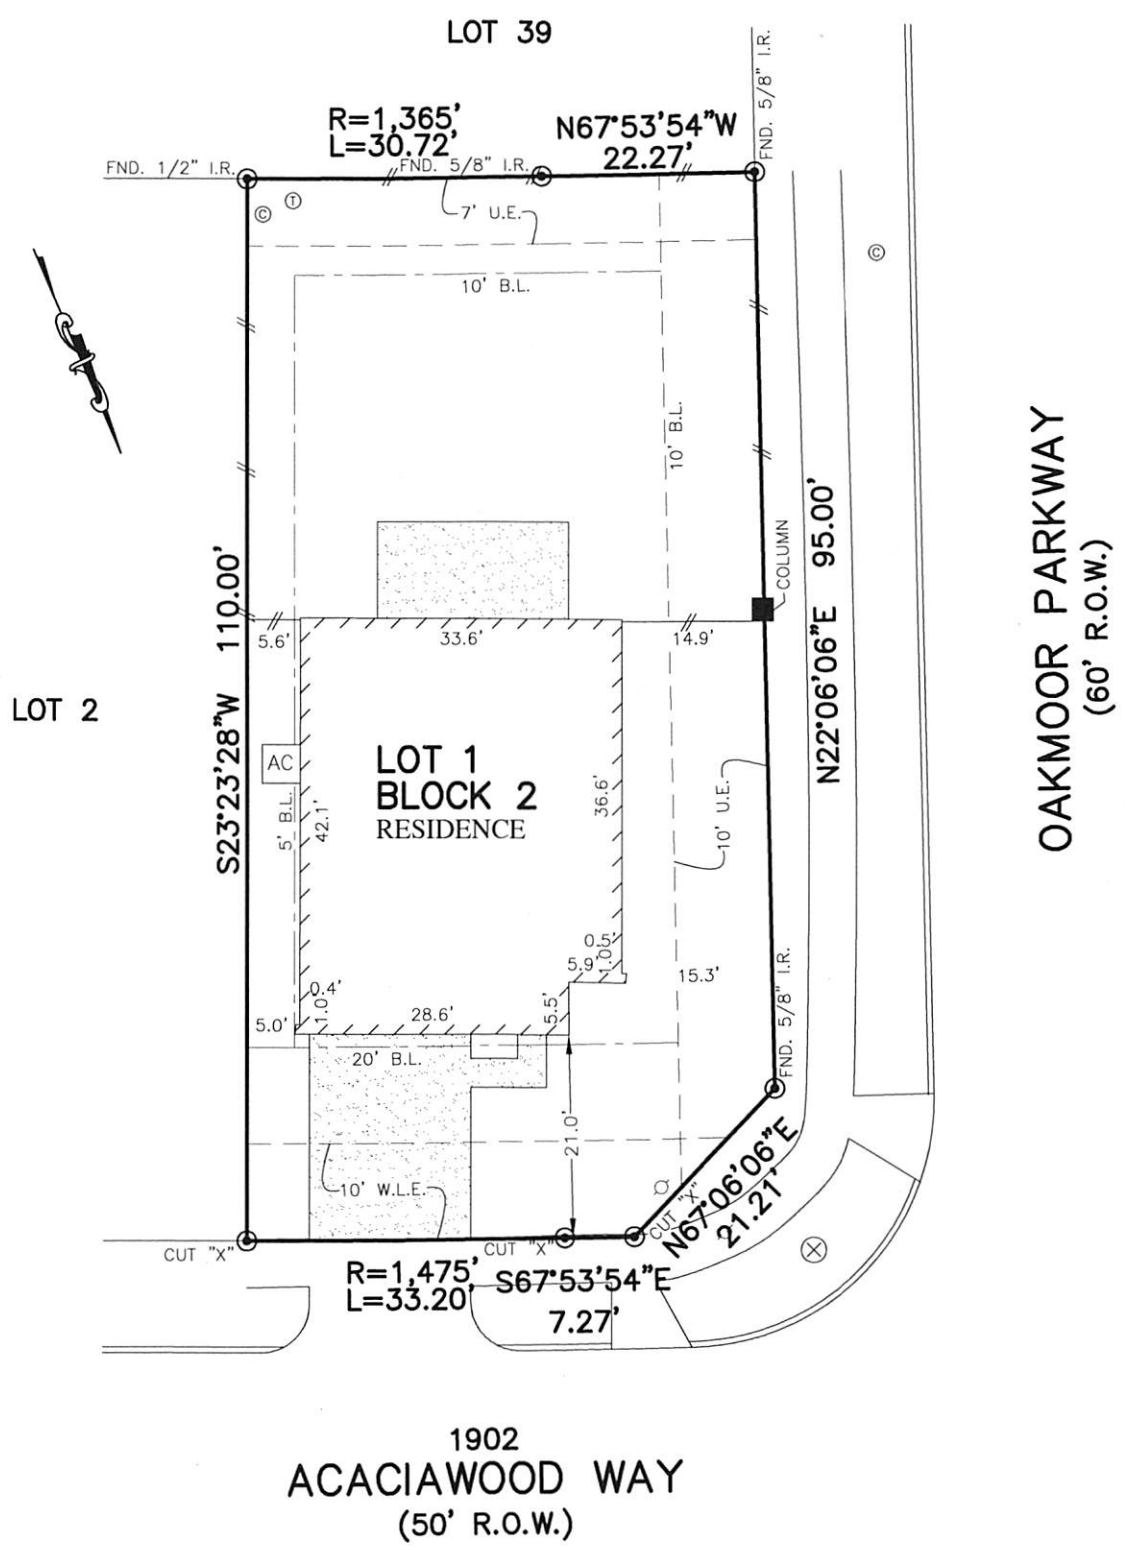 LOT 39
R=1,365'
L=30.72'
N67°53'54"W
22.27'
FND. 5/8" I.R.
FND. 1/2" I.R.
FND. 5/8" I.R.
C
T
7' U.E.
C
10' B.L.
10' B.L.
N22°06'06"E 95.00'
COLUMN
OAKMOOR PARKWAY
(60' R.O.W.)
S23°23'28"W 110.00'
5.6'
33.6'
14.9'
LOT 2
AC
LOT 1
BLOCK 2
RESIDENCE
5' B.L.
42.1'
36.6'
10' U.E.
0.5'
1.0'
5.9'
15.3'
0.4'
1.0'
5.0'
28.6'
5.5'
FND. 5/8" I.R.
20' B.L.
21.0'
10' W.L.E.
N67°06'06"E
21.21'
CUT "X"
CUT "X"
CUT "X"
R=1,475'
L=33.20'
S67°53'54"E
7.27'
1902
ACACIAWOOD WAY
(50' R.O.W.)